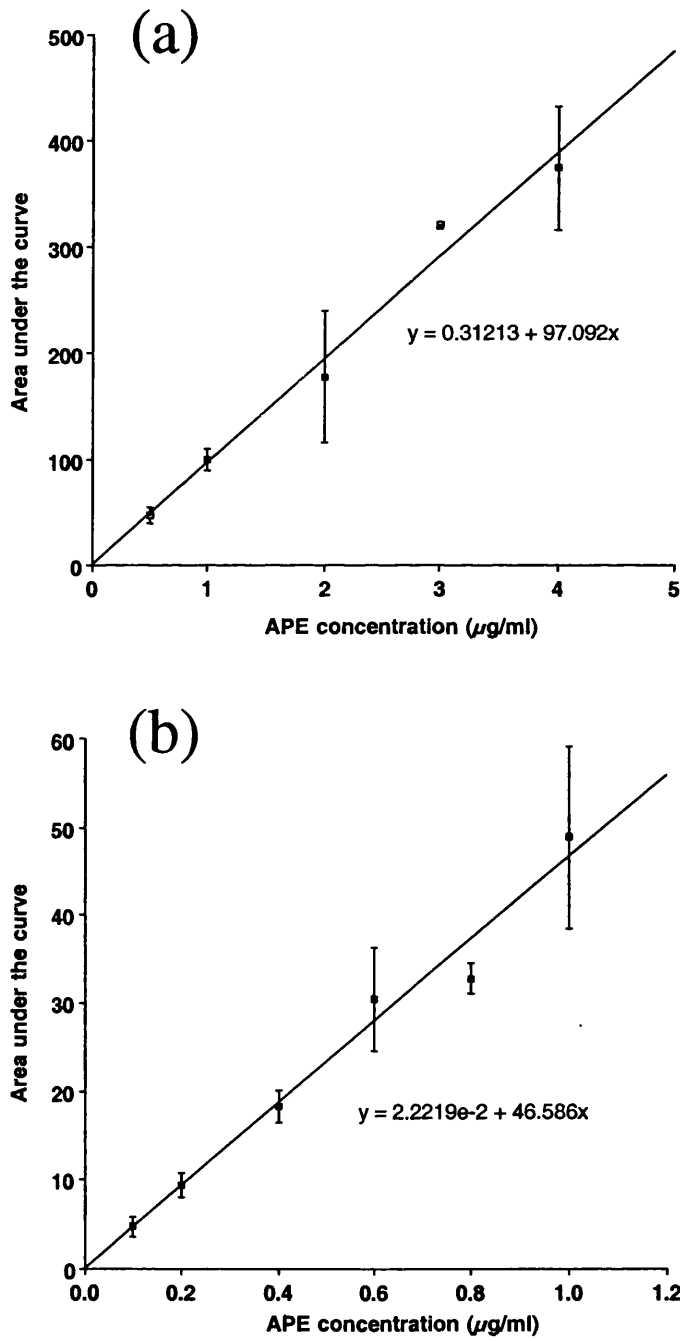 (a)
500
400
300
200
100
0
Area under the curve
y = 0.31213 + 97.092x
0 1 2 3 4 5
APE concentration (µg/ml)
(b)
60
50
40
30
20
10
0
Area under the curve
y = 2.2219e-2 + 46.586x
0.0 0.2 0.4 0.6 0.8 1.0 1.2
APE concentration (µg/ml)